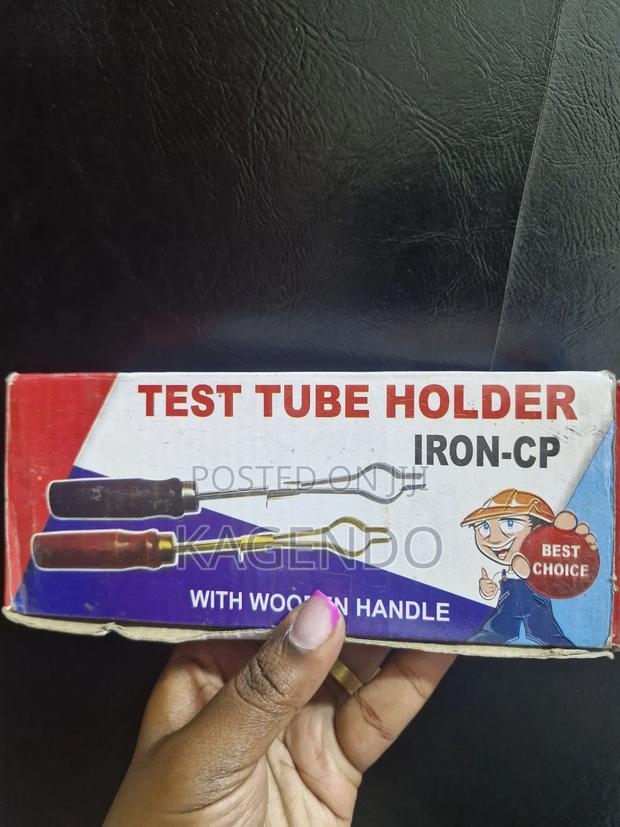 TEST TUBE HOLDER
IRON-CP
POSTED ON JIJI
KAGENDO
BEST
CHOICE
WITH WOODEN HANDLE